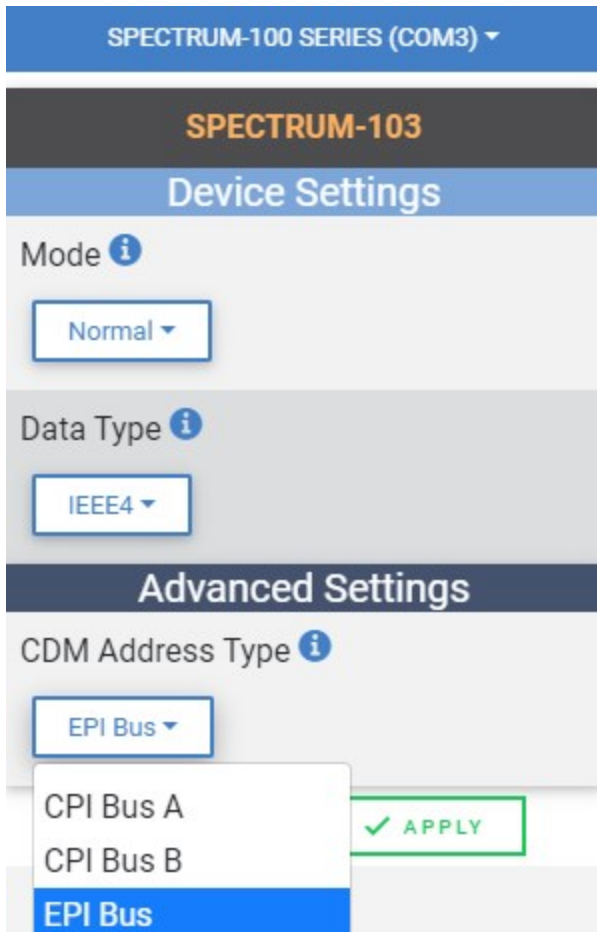 SPECTRUM-100 SERIES (COM3)
SPECTRUM-103
Device Settings
Mode
Normal
Data Type
IEEE4
Advanced Settings
CDM Address Type
EPI Bus
CPI Bus A
APPLY
CPI Bus B
EPI Bus